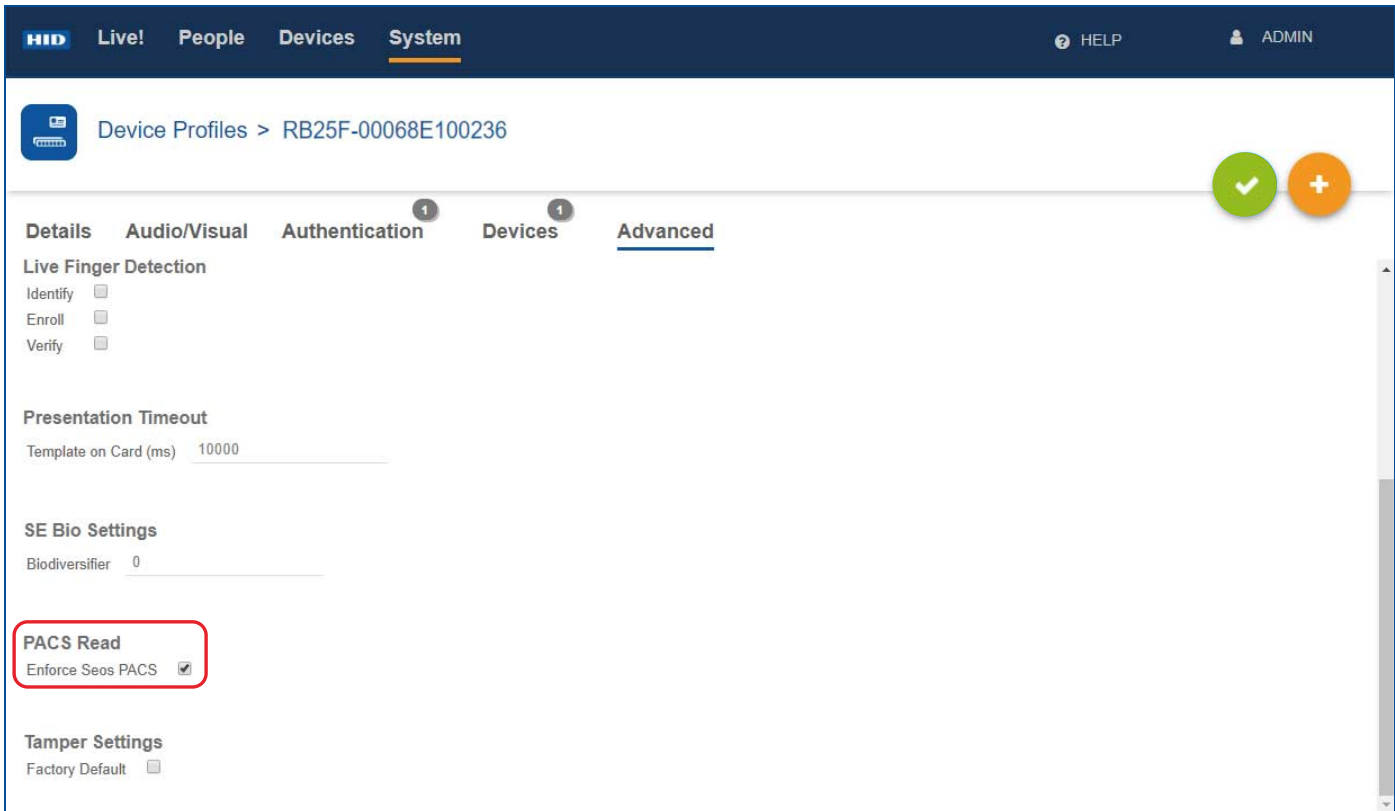 HID Live! People Devices System HELP ADMIN
Device Profiles > RB25F-00068E100236
Details Audio/Visual Authentication 1 Devices 1 Advanced
Live Finger Detection
Identify
Enroll
Verify
Presentation Timeout
Template on Card (ms) 10000
SE Bio Settings
Biodiversifier 0
PACS Read
Enforce Seos PACS
Tamper Settings
Factory Default